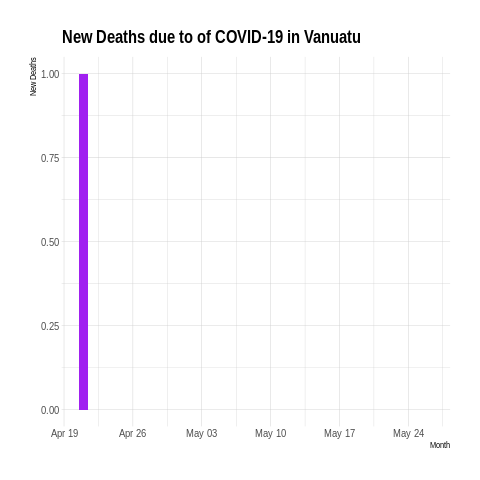 New Deaths due to of COVID-19 in Vanuatu
New Deaths
1.00
0.75
0.50
0.25
0.00
Apr 19 Apr 26 May 03 May 10 May 17 May 24
Month